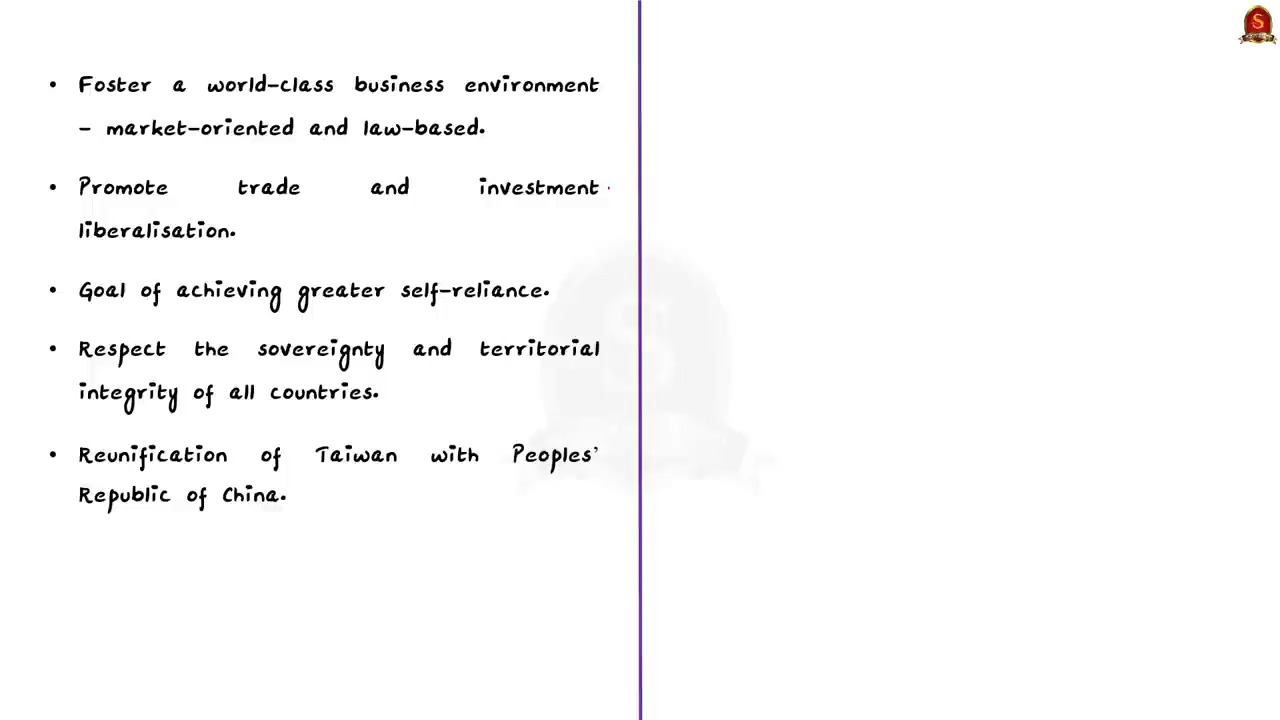 • Foster a world-class business environment
- market-oriented and law-based.
• Promote trade and investment
liberalisation.
• Goal of achieving greater self-reliance.
• Respect the sovereignty and territorial
integrity of all countries.
• Reunification of Taiwan with Peoples'
Republic of China.
S